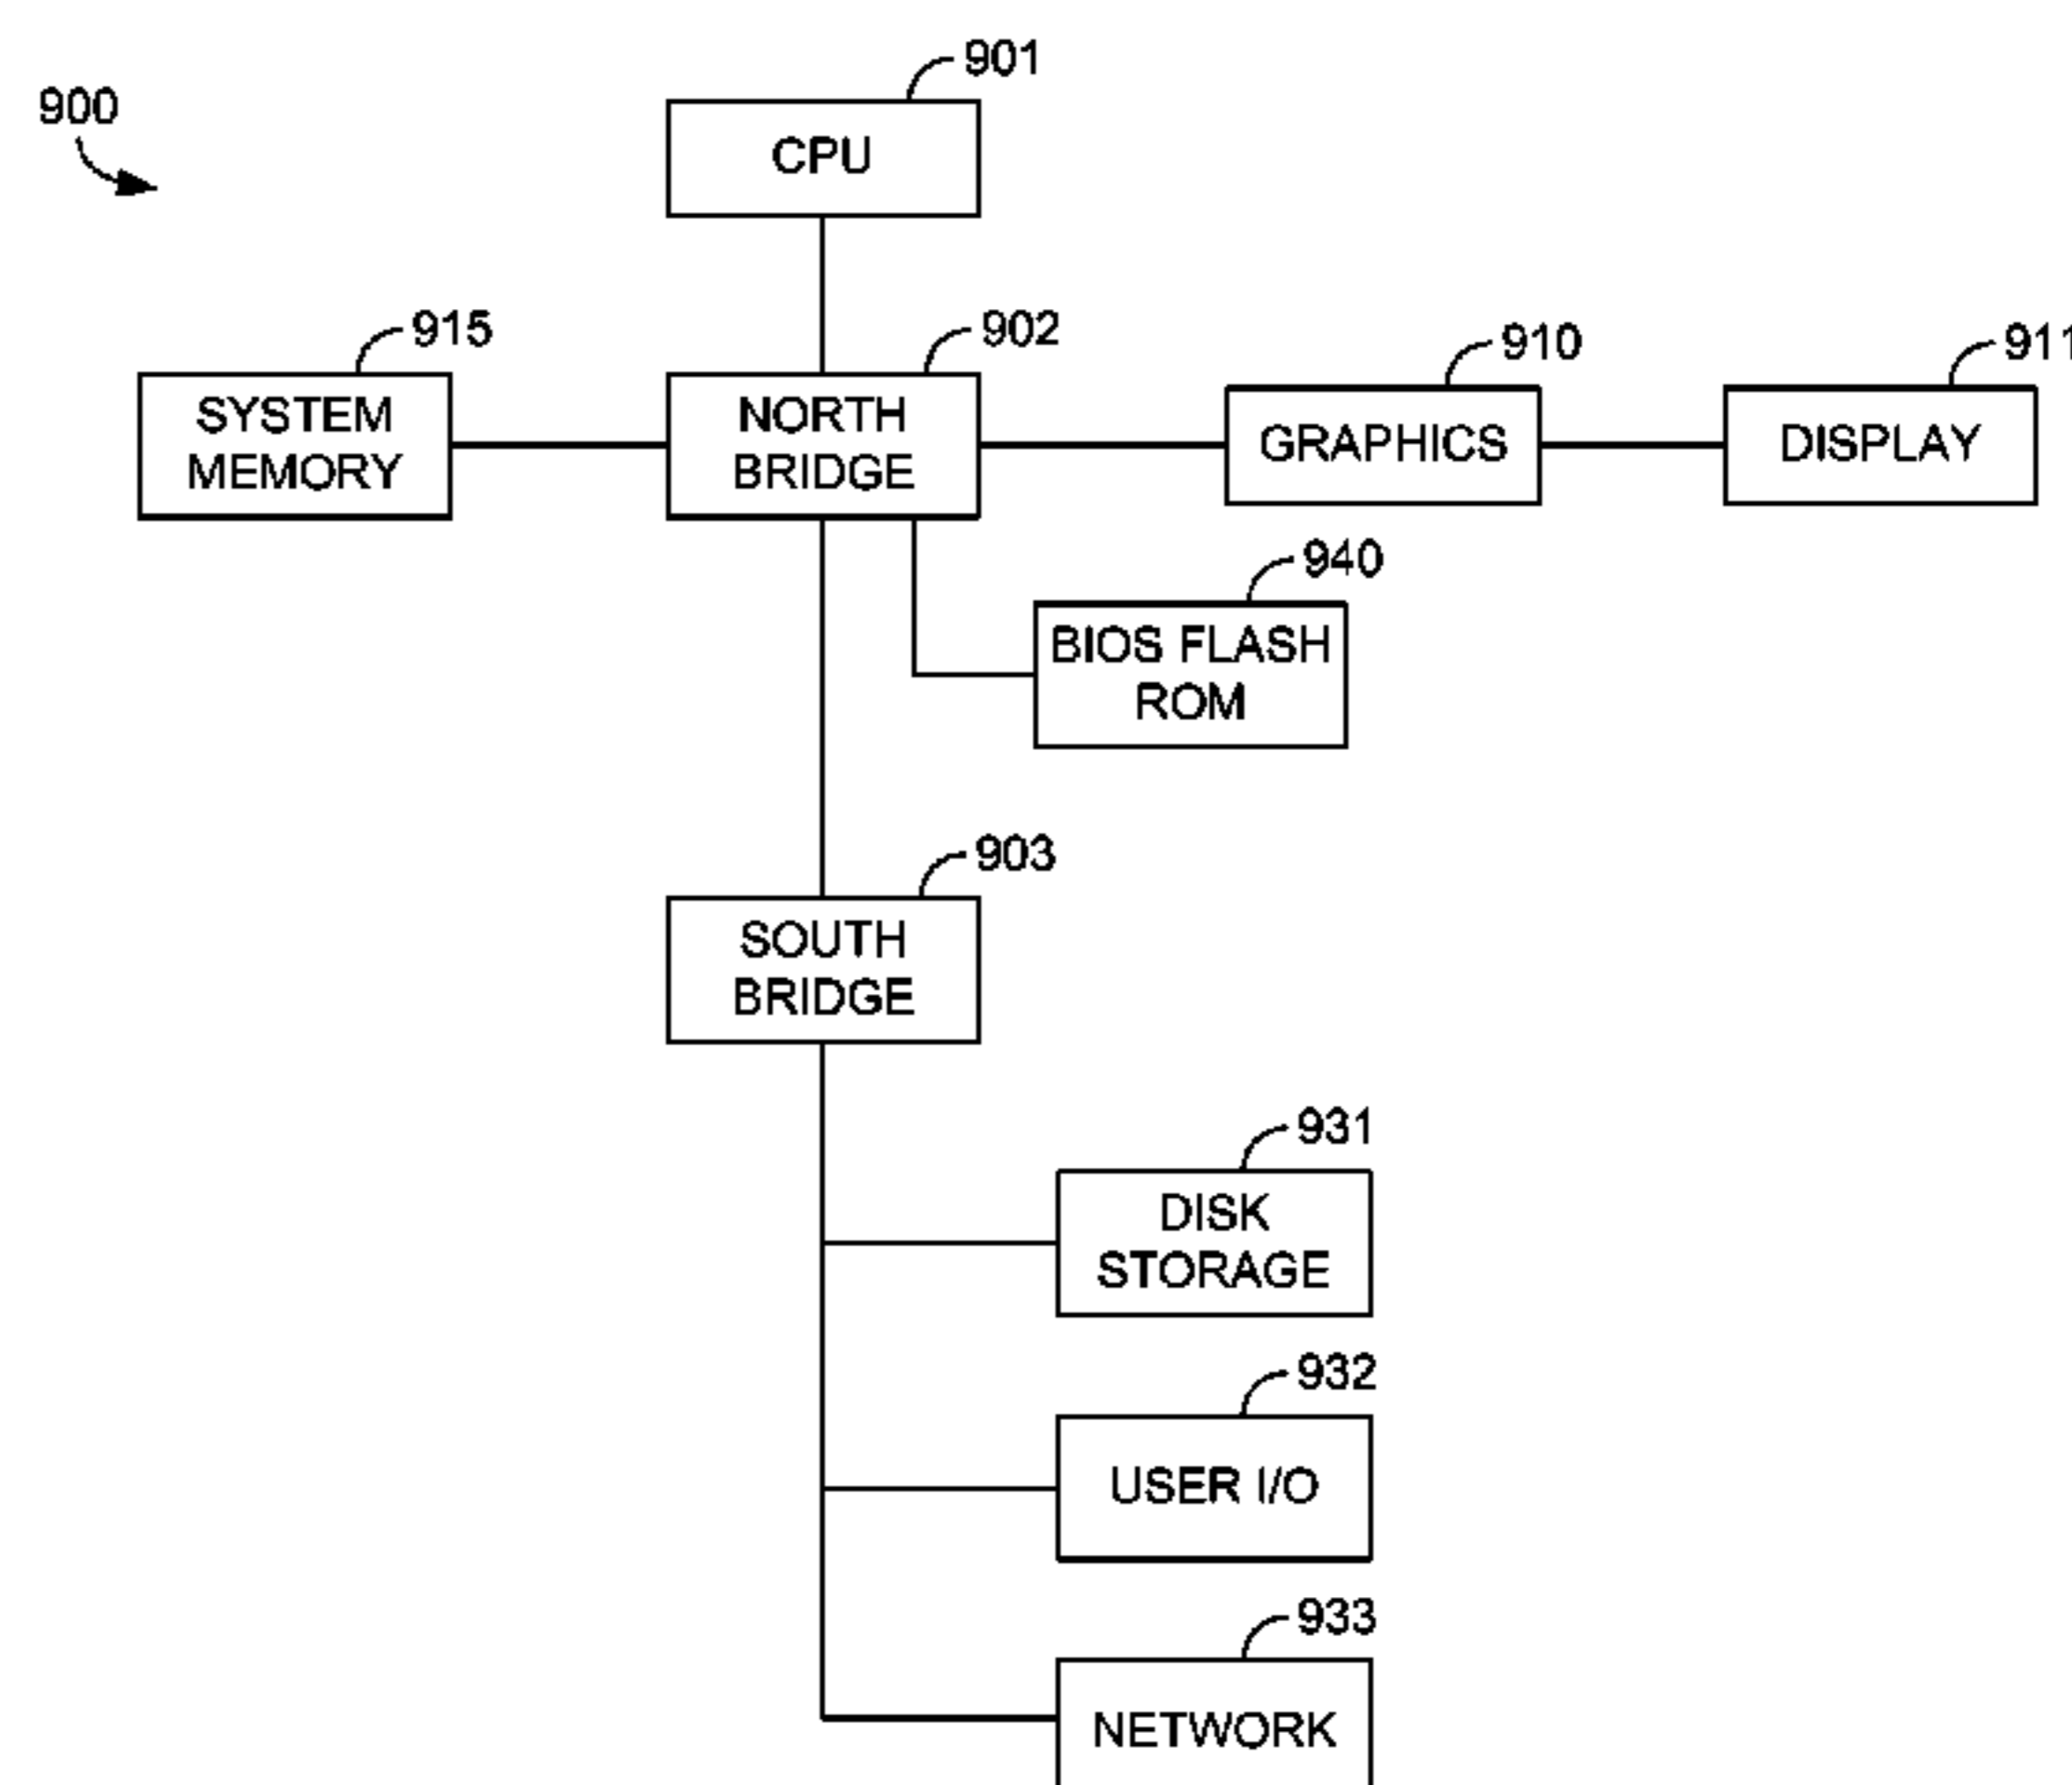 900
901
CPU
915
SYSTEM
MEMORY
902
NORTH
BRIDGE
910
GRAPHICS
911
DISPLAY
940
BIOS FLASH
ROM
903
SOUTH
BRIDGE
931
DISK
STORAGE
932
USER I/O
933
NETWORK